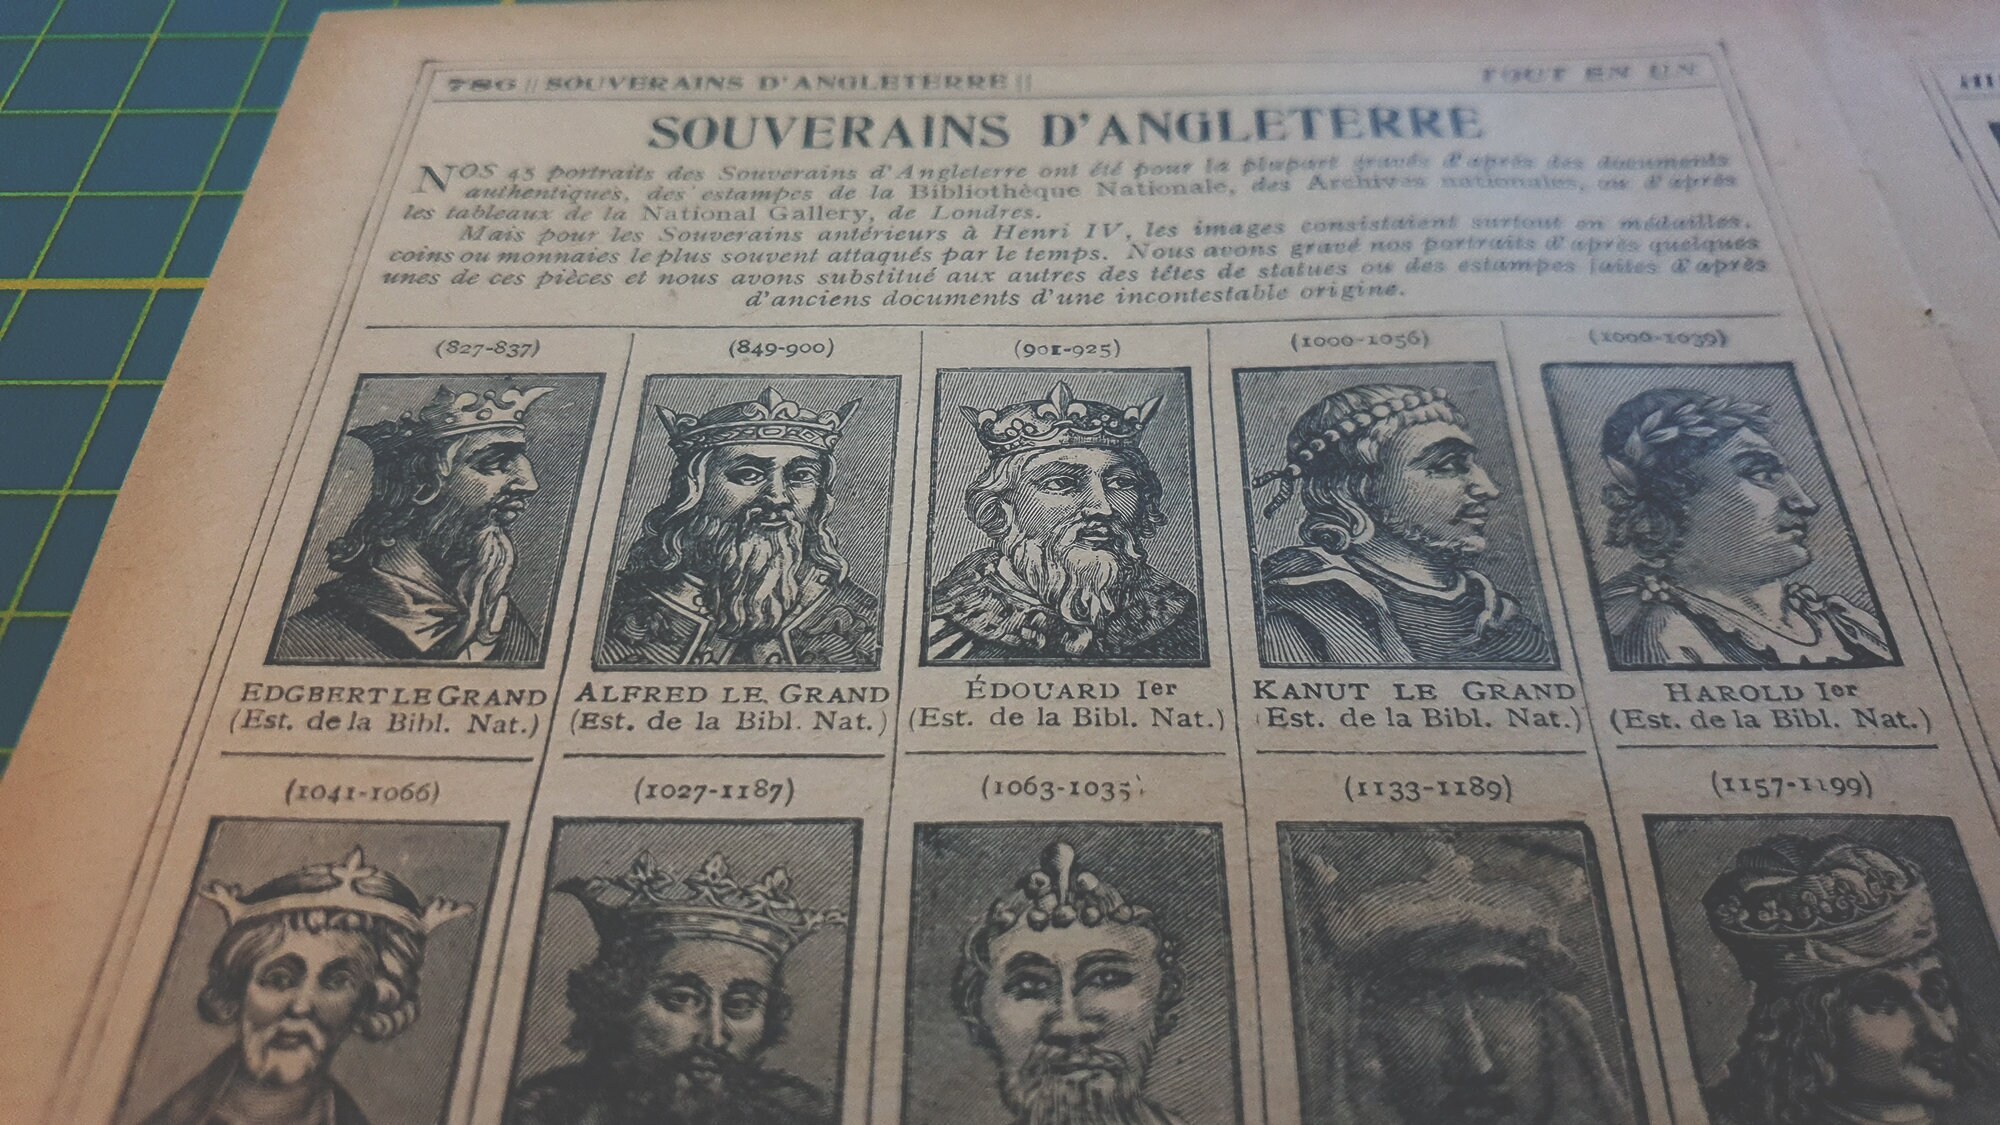 786 || SOUVERAINS D'ANGLETERRE || TOUT EN UN
SOUVERAINS D'ANGLETERRE
NOS 45 portraits des Souverains d'Angleterre ont été pour la plupart gravés d'après des documents
authentiques, des estampes de la Bibliothèque Nationale, des Archives nationales, ou d'après
les tableaux de la National Gallery, de Londres.
Mais pour les Souverains antérieurs à Henri IV, les images consistaient surtout en médailles,
coins ou monnaies le plus souvent attaqués par le temps. Nous avons gravé nos portraits d'après quelques
unes de ces pièces et nous avons substitué aux autres des têtes de statues ou des estampes faites d'après
d'anciens documents d'une incontestable origine.
(827-837) (849-900) (901-925) (1000-1056) (1000-1039)
EDGBERT LE GRAND ALFRED LE GRAND ÉDOUARD Ier KANUT LE GRAND HAROLD Ier
(Est. de la Bibl. Nat.) (Est. de la Bibl. Nat.) (Est. de la Bibl. Nat.) (Est. de la Bibl. Nat.) (Est. de la Bibl. Nat.)
(1041-1066) (1027-1187) (1063-1035) (1133-1189) (1157-1199)